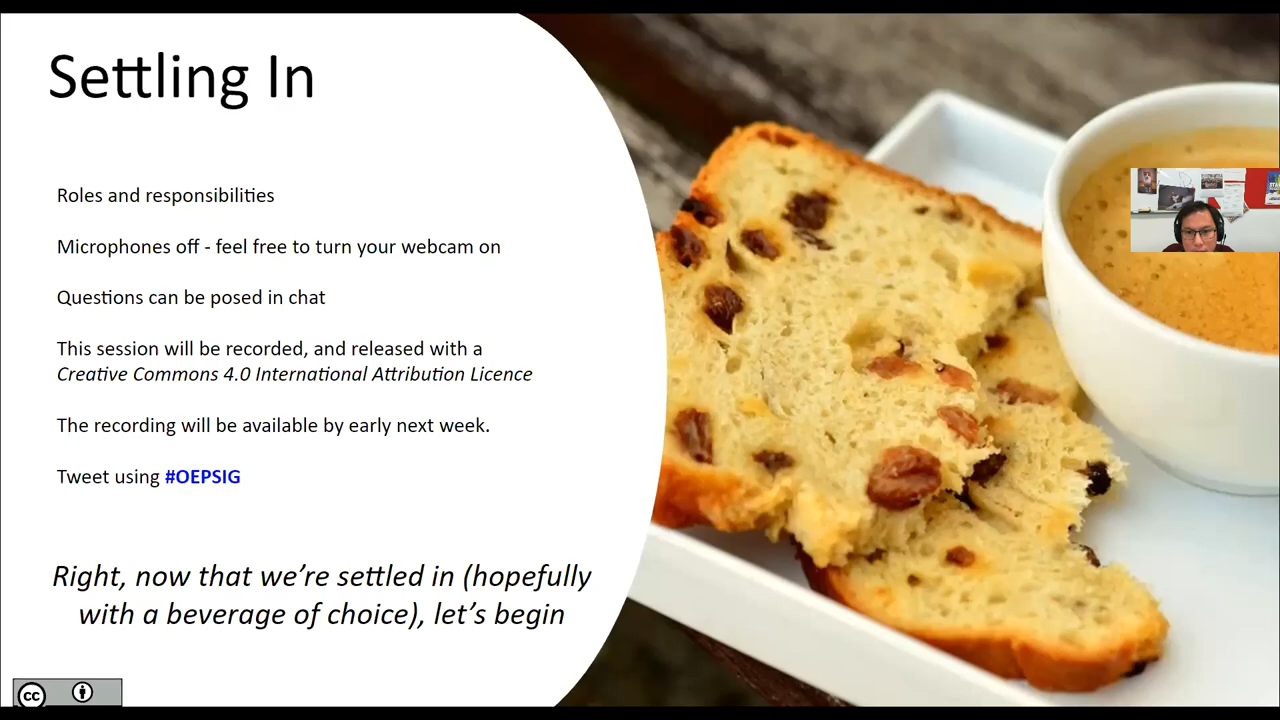 Settling In
Roles and responsibilities
Microphones off - feel free to turn your webcam on
Questions can be posed in chat
This session will be recorded, and released with a
Creative Commons 4.0 International Attribution Licence
The recording will be available by early next week.
Tweet using #OEPSIG
Right, now that we’re settled in (hopefully
with a beverage of choice), let’s begin
cc